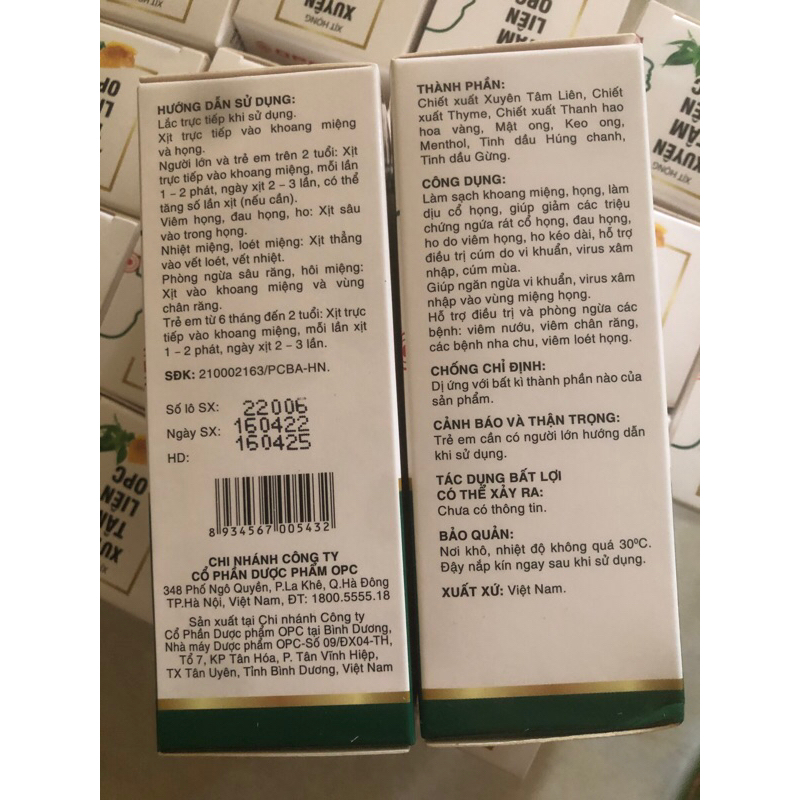 HƯỚNG DẪN SỬ DỤNG:
Lắc trực tiếp khi sử dụng.
Xịt trực tiếp vào khoang miệng
và họng.
Người lớn và trẻ em trên 2 tuổi: Xịt
trực tiếp vào khoang miệng, mỗi lần
1 – 2 phát, ngày xịt 2 – 3 lần, có thể
tăng số lần xịt (nếu cần).
Viêm họng, đau họng, ho: Xịt sâu
vào trong họng.
Nhiệt miệng, loét miệng: Xịt thẳng
vào vết loét, vết nhiệt.
Phòng ngừa sâu răng, hôi miệng:
Xịt vào khoang miệng và vùng
chân răng.
Trẻ em từ 6 tháng đến 2 tuổi: Xịt trực
tiếp vào khoang miệng, mỗi lần xịt
1 – 2 phát, ngày xịt 2 – 3 lần.
SĐK: 210002163/PCBA-HN.
Số lô SX: 22006
Ngày SX: 160422
HD: 160425
8 934567 005432
CHI NHÁNH CÔNG TY
CỔ PHẦN DƯỢC PHẨM OPC
348 Phố Ngô Quyền, P.La Khê, Q.Hà Đông
TP.Hà Nội, Việt Nam, ĐT: 1800.5555.18
Sản xuất tại Chi nhánh Công ty
Cổ Phần Dược phẩm OPC tại Bình Dương,
Nhà máy Dược phẩm OPC-Số 09/ĐX04-TH,
Tổ 7, KP Tân Hóa, P. Tân Vĩnh Hiệp,
TX Tân Uyên, Tỉnh Bình Dương, Việt Nam
THÀNH PHẦN:
Chiết xuất Xuyên Tâm Liên, Chiết
xuất Thyme, Chiết xuất Thanh hao
hoa vàng, Mật ong, Keo ong,
Menthol, Tinh dầu Húng chanh,
Tinh dầu Gừng.
CÔNG DỤNG:
Làm sạch khoang miệng, họng, làm
dịu cổ họng, giúp giảm các triệu
chứng ngứa rát cổ họng, đau họng,
ho do viêm họng, ho kéo dài, hỗ trợ
điều trị cúm do vi khuẩn, virus xâm
nhập, cúm mùa.
Giúp ngăn ngừa vi khuẩn, virus xâm
nhập vào vùng miệng họng.
Hỗ trợ điều trị và phòng ngừa các
bệnh: viêm nướu, viêm chân răng,
các bệnh nha chu, viêm loét họng.
CHỐNG CHỈ ĐỊNH:
Dị ứng với bất kì thành phần nào của
sản phẩm.
CẢNH BÁO VÀ THẬN TRỌNG:
Trẻ em cần có người lớn hướng dẫn
khi sử dụng.
TÁC DỤNG BẤT LỢI
CÓ THỂ XẢY RA:
Chưa có thông tin.
BẢO QUẢN:
Nơi khô, nhiệt độ không quá 30ºC.
Đậy nắp kín ngay sau khi sử dụng.
XUẤT XỨ: Việt Nam.
XỊT HỌNG
XUYÊN
TÂM
LIÊN
OPC
XỊT HỌNG
XUYÊN
TÂM
XUYÊN
TÂM
LIÊN
OPC